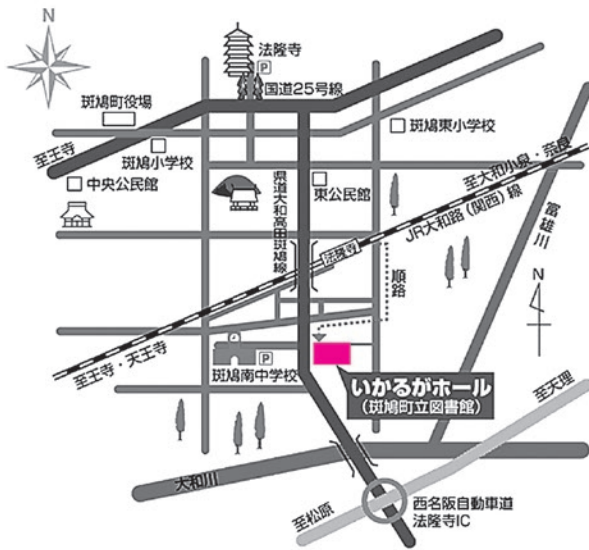 N
法隆寺
P
国道25号線
斑鳩町役場
斑鳩小学校
斑鳩東小学校
至王寺
中央公民館
県道大和高田斑鳩線
東公民館
至大和小泉・奈良
JR大和路(関西)線
富雄川
法隆寺
順路
N
至王寺・天王寺
P
斑鳩南中学校
いかるがホール
(斑鳩町立図書館)
至天理
大和川
至松原
西名阪自動車道
法隆寺IC